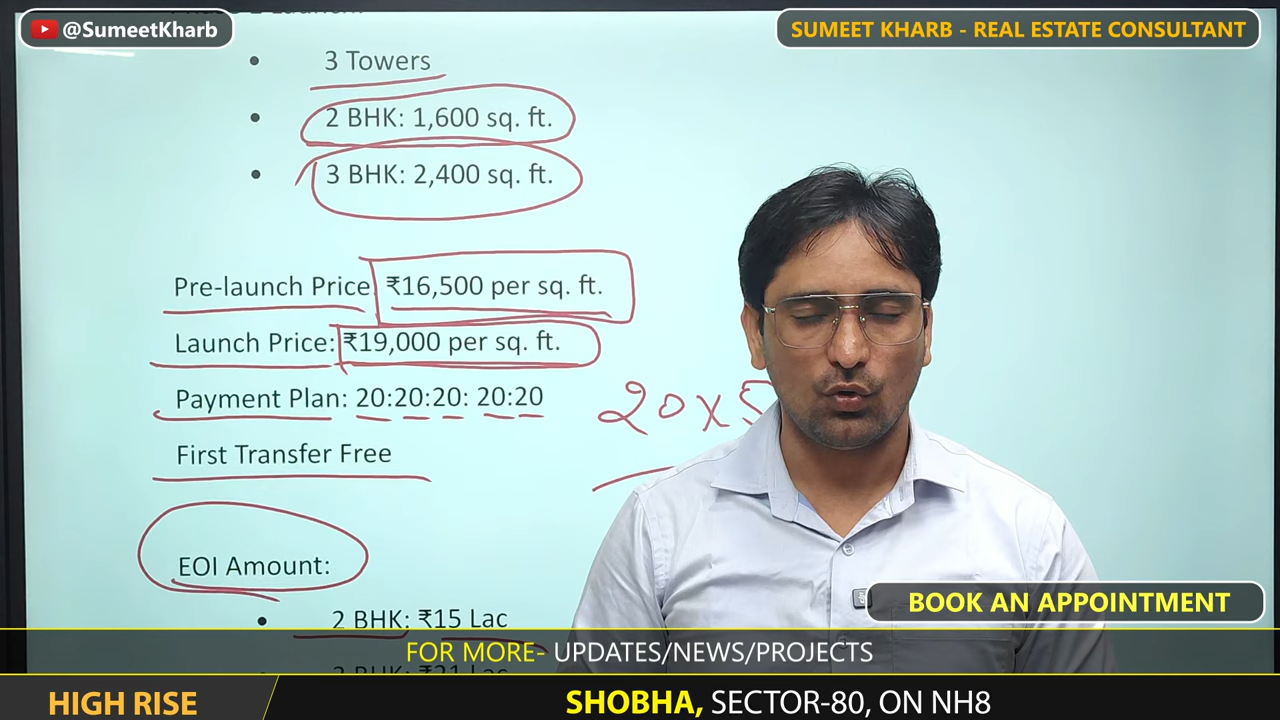 @SumeetKharb
SUMEET KHARB - REAL ESTATE CONSULTANT
• 3 Towers
• 2 BHK: 1,600 sq. ft.
• 3 BHK: 2,400 sq. ft.
Pre-launch Price ₹16,500 per sq. ft.
Launch Price: ₹19,000 per sq. ft.
Payment Plan: 20:20:20: 20:20
20x5
First Transfer Free
EOI Amount:
• 2 BHK: ₹15 Lac
BOOK AN APPOINTMENT
FOR MORE- UPDATES/NEWS/PROJECTS
HIGH RISE
SHOBHA, SECTOR-80, ON NH8